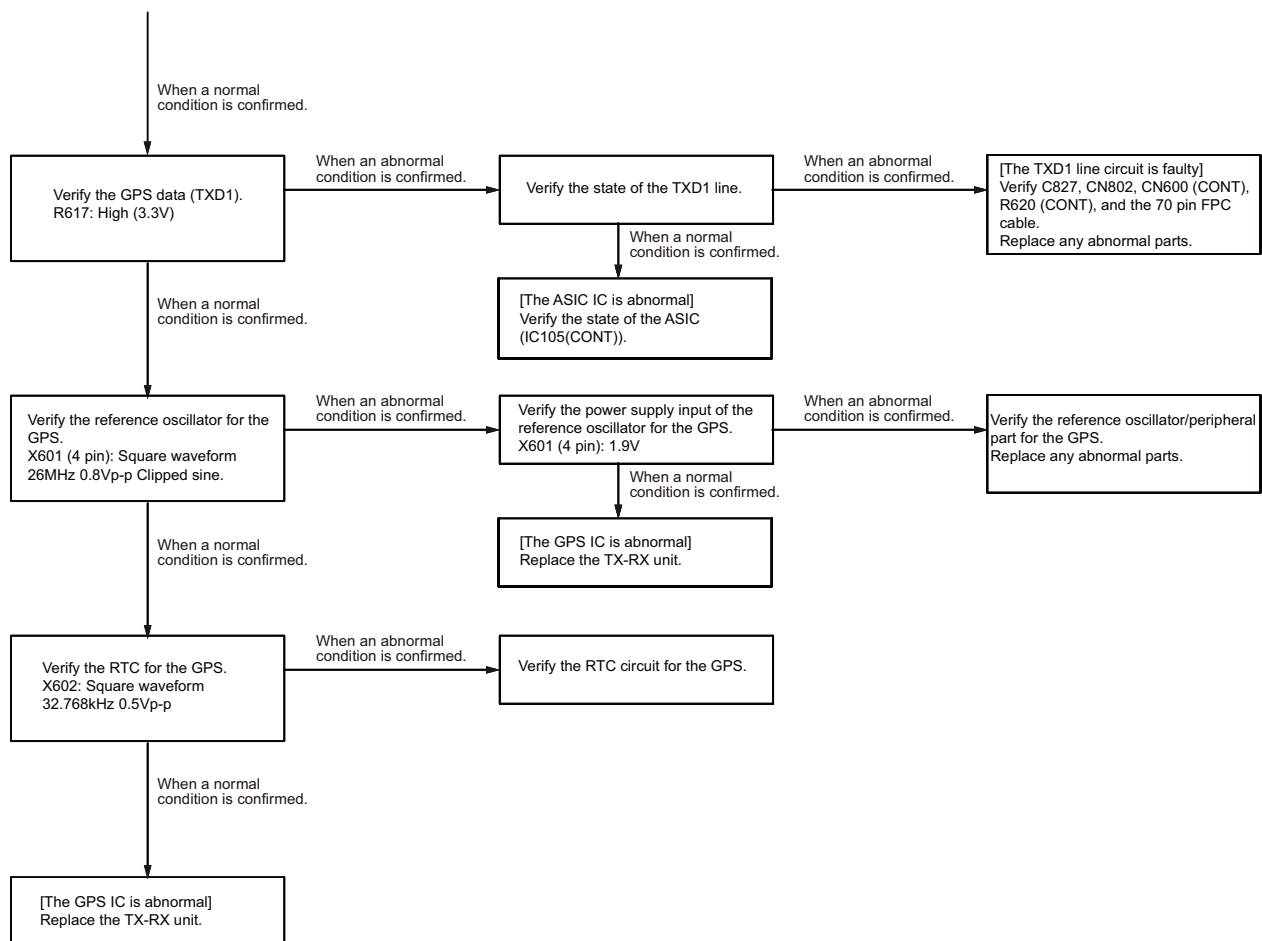 When a normal
condition is confirmed.
Verify the GPS data (TXD1).
R617: High (3.3V)
When an abnormal
condition is confirmed.
Verify the state of the TXD1 line.
When an abnormal
condition is confirmed.
[The TXD1 line circuit is faulty]
Verify C827, CN802, CN600 (CONT),
R620 (CONT), and the 70 pin FPC
cable.
Replace any abnormal parts.
When a normal
condition is confirmed.
[The ASIC IC is abnormal]
Verify the state of the ASIC
(IC105(CONT)).
When a normal
condition is confirmed.
Verify the reference oscillator for the
GPS.
X601 (4 pin): Square waveform
26MHz 0.8Vp-p Clipped sine.
When an abnormal
condition is confirmed.
Verify the power supply input of the
reference oscillator for the GPS.
X601 (4 pin): 1.9V
When an abnormal
condition is confirmed.
Verify the reference oscillator/peripheral
part for the GPS.
Replace any abnormal parts.
When a normal
condition is confirmed.
[The GPS IC is abnormal]
Replace the TX-RX unit.
When a normal
condition is confirmed.
Verify the RTC for the GPS.
X602: Square waveform
32.768kHz 0.5Vp-p
When an abnormal
condition is confirmed.
Verify the RTC circuit for the GPS.
When a normal
condition is confirmed.
[The GPS IC is abnormal]
Replace the TX-RX unit.